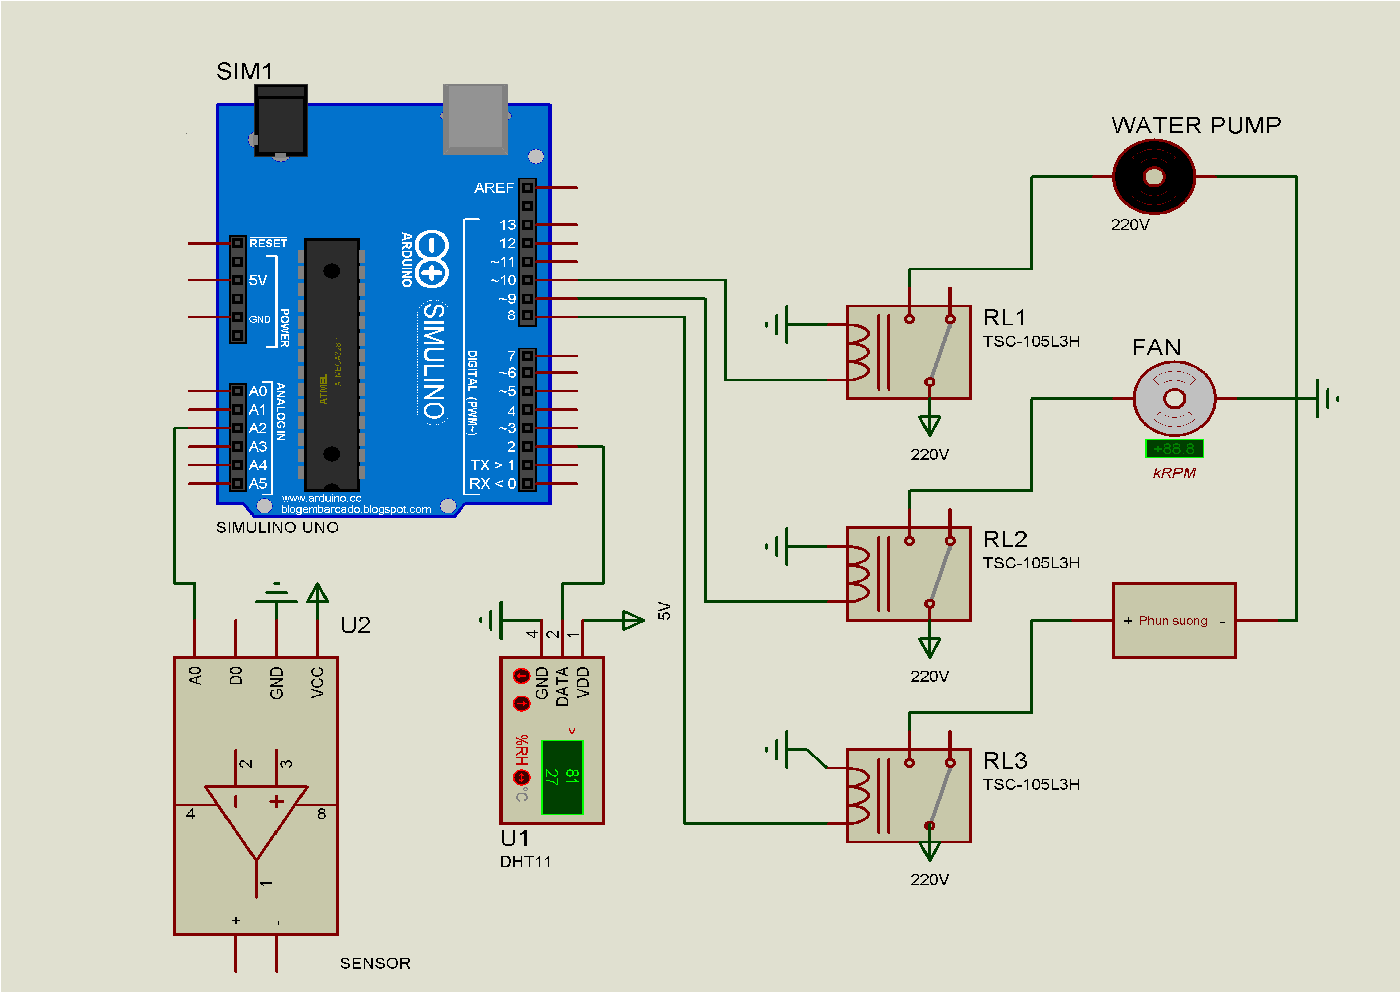 SIM1
AREF
13
12
~11
~10
~9
8
7
~6
~5
4
~3
2
TX > 1
RX < 0
RESET
5V
GND
POWER
A0
A1
A2
A3
A4
A5
ANALOG IN
ATMEL
ARDUINO
SIMULINO
DIGITAL (PWM~)
www.arduino.cc
blogembarcado.blogspot.com
SIMULINO UNO
U2
A0
D0
GND
VCC
2
3
4
8
1
+
-
SENSOR
5V
4
2
1
GND
DATA
VDD
>
%RH
°C
81
27
U1
DHT11
WATER PUMP
220V
RL1
TSC-105L3H
220V
FAN
+88.8
kRPM
RL2
TSC-105L3H
220V
+ Phun suong -
RL3
TSC-105L3H
220V